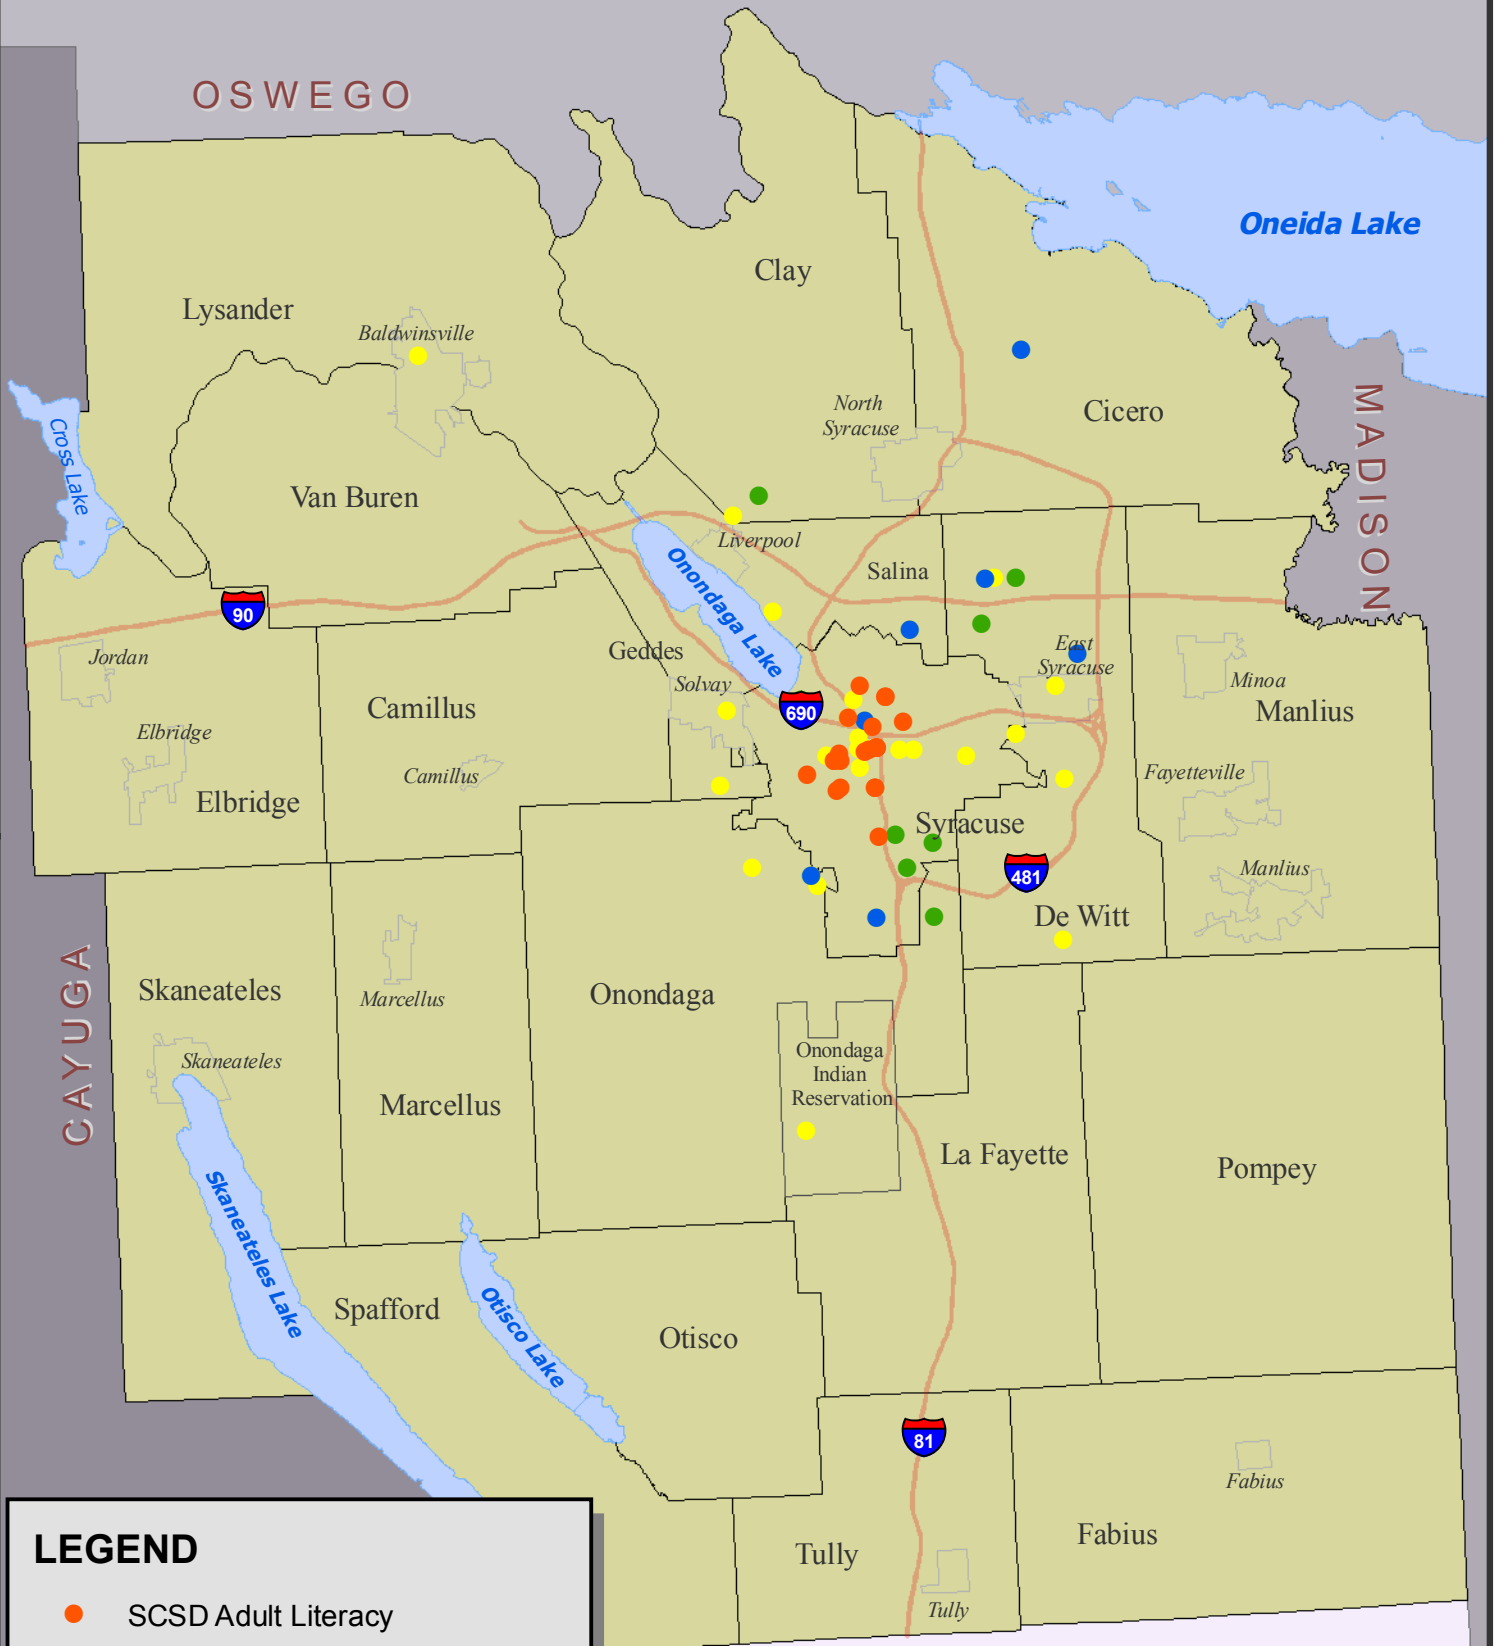 OSWEGO
Oneida Lake
Clay
Lysander
Baldwinsville
MADISON
North
Syracuse
Cicero
Cross Lake
Van Buren
Liverpool
Onondaga Lake
Salina
90
Jordan
Geddes
East
Syracuse
Solvay
Minoa
Camillus
690
Manlius
Elbridge
Camillus
Fayetteville
Elbridge
Syracuse
481
Manlius
De Witt
CAYUGA
Skaneateles
Marcellus
Onondaga
Skaneateles
Onondaga
Indian
Reservation
Marcellus
La Fayette
Pompey
Skaneateles Lake
Spafford
Otisco Lake
Otisco
81
Fabius
LEGEND
Tully
Fabius
SCSD Adult Literacy
Tully